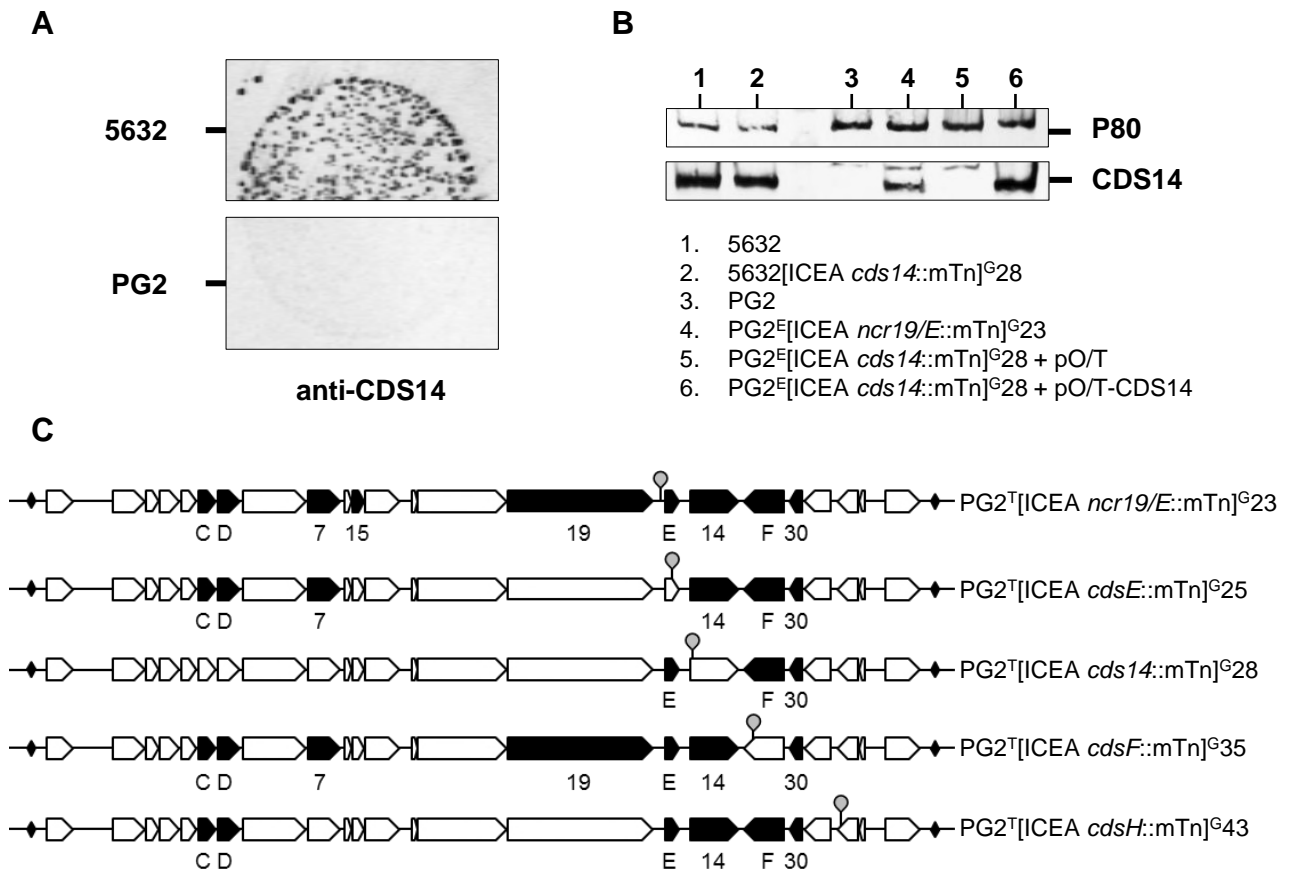 A
5632
PG2
anti-CDS14
B
1 2 3 4 5 6
P80
CDS14
1. 5632
2. 5632[ICEA cds14::mTn]ᴳ28
3. PG2
4. PG2ᴱ[ICEA ncr19/E::mTn]ᴳ23
5. PG2ᴱ[ICEA cds14::mTn]ᴳ28 + pO/T
6. PG2ᴱ[ICEA cds14::mTn]ᴳ28 + pO/T-CDS14
C
PG2ᵀ[ICEA ncr19/E::mTn]ᴳ23
C D 7 15 19 E 14 F 30
PG2ᵀ[ICEA cdsE::mTn]ᴳ25
C D 7 14 F 30
PG2ᵀ[ICEA cds14::mTn]ᴳ28
E F 30
PG2ᵀ[ICEA cdsF::mTn]ᴳ35
C D 7 19 E 14 30
PG2ᵀ[ICEA cdsH::mTn]ᴳ43
C D E 14 F 30